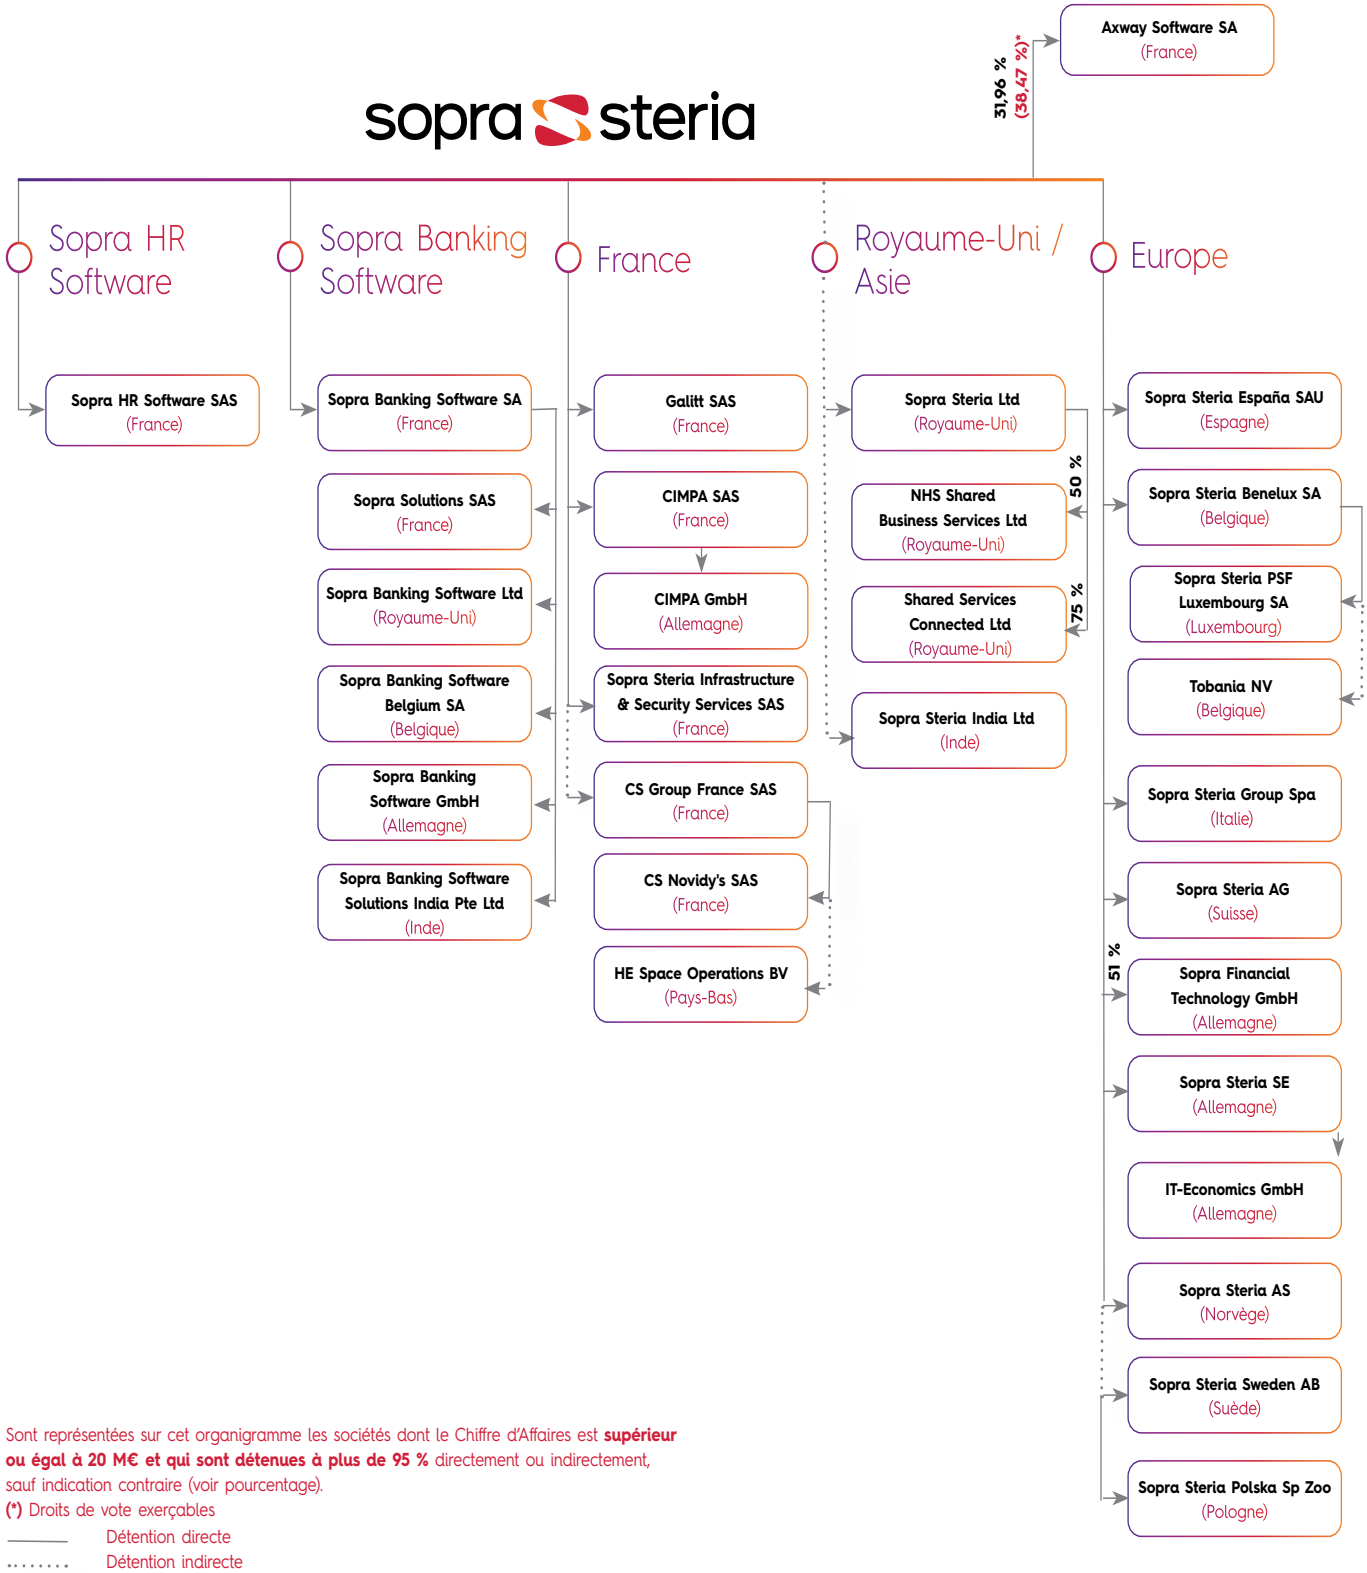 Axway Software SA
(France)
31,96 %
(38,47 %)*
sopra steria
Sopra HR
Software
Sopra HR Software SAS
(France)
Sopra Banking
Software
Sopra Banking Software SA
(France)
Sopra Solutions SAS
(France)
Sopra Banking Software Ltd
(Royaume-Uni)
Sopra Banking Software
Belgium SA
(Belgique)
Sopra Banking
Software GmbH
(Allemagne)
Sopra Banking Software
Solutions India Pte Ltd
(Inde)
France
Galitt SAS
(France)
CIMPA SAS
(France)
CIMPA GmbH
(Allemagne)
Sopra Steria Infrastructure
& Security Services SAS
(France)
CS Group France SAS
(France)
CS Novidy's SAS
(France)
HE Space Operations BV
(Pays-Bas)
Royaume-Uni /
Asie
Sopra Steria Ltd
(Royaume-Uni)
50 %
NHS Shared
Business Services Ltd
(Royaume-Uni)
75 %
Shared Services
Connected Ltd
(Royaume-Uni)
Sopra Steria India Ltd
(Inde)
Europe
Sopra Steria España SAU
(Espagne)
Sopra Steria Benelux SA
(Belgique)
Sopra Steria PSF
Luxembourg SA
(Luxembourg)
Tobania NV
(Belgique)
Sopra Steria Group Spa
(Italie)
Sopra Steria AG
(Suisse)
51 %
Sopra Financial
Technology GmbH
(Allemagne)
Sopra Steria SE
(Allemagne)
IT-Economics GmbH
(Allemagne)
Sopra Steria AS
(Norvège)
Sopra Steria Sweden AB
(Suède)
Sopra Steria Polska Sp Zoo
(Pologne)
Sont représentées sur cet organigramme les sociétés dont le Chiffre d'Affaires est supérieur
ou égal à 20 M€ et qui sont détenues à plus de 95 % directement ou indirectement,
sauf indication contraire (voir pourcentage).
(*) Droits de vote exerçables
Détention directe
Détention indirecte